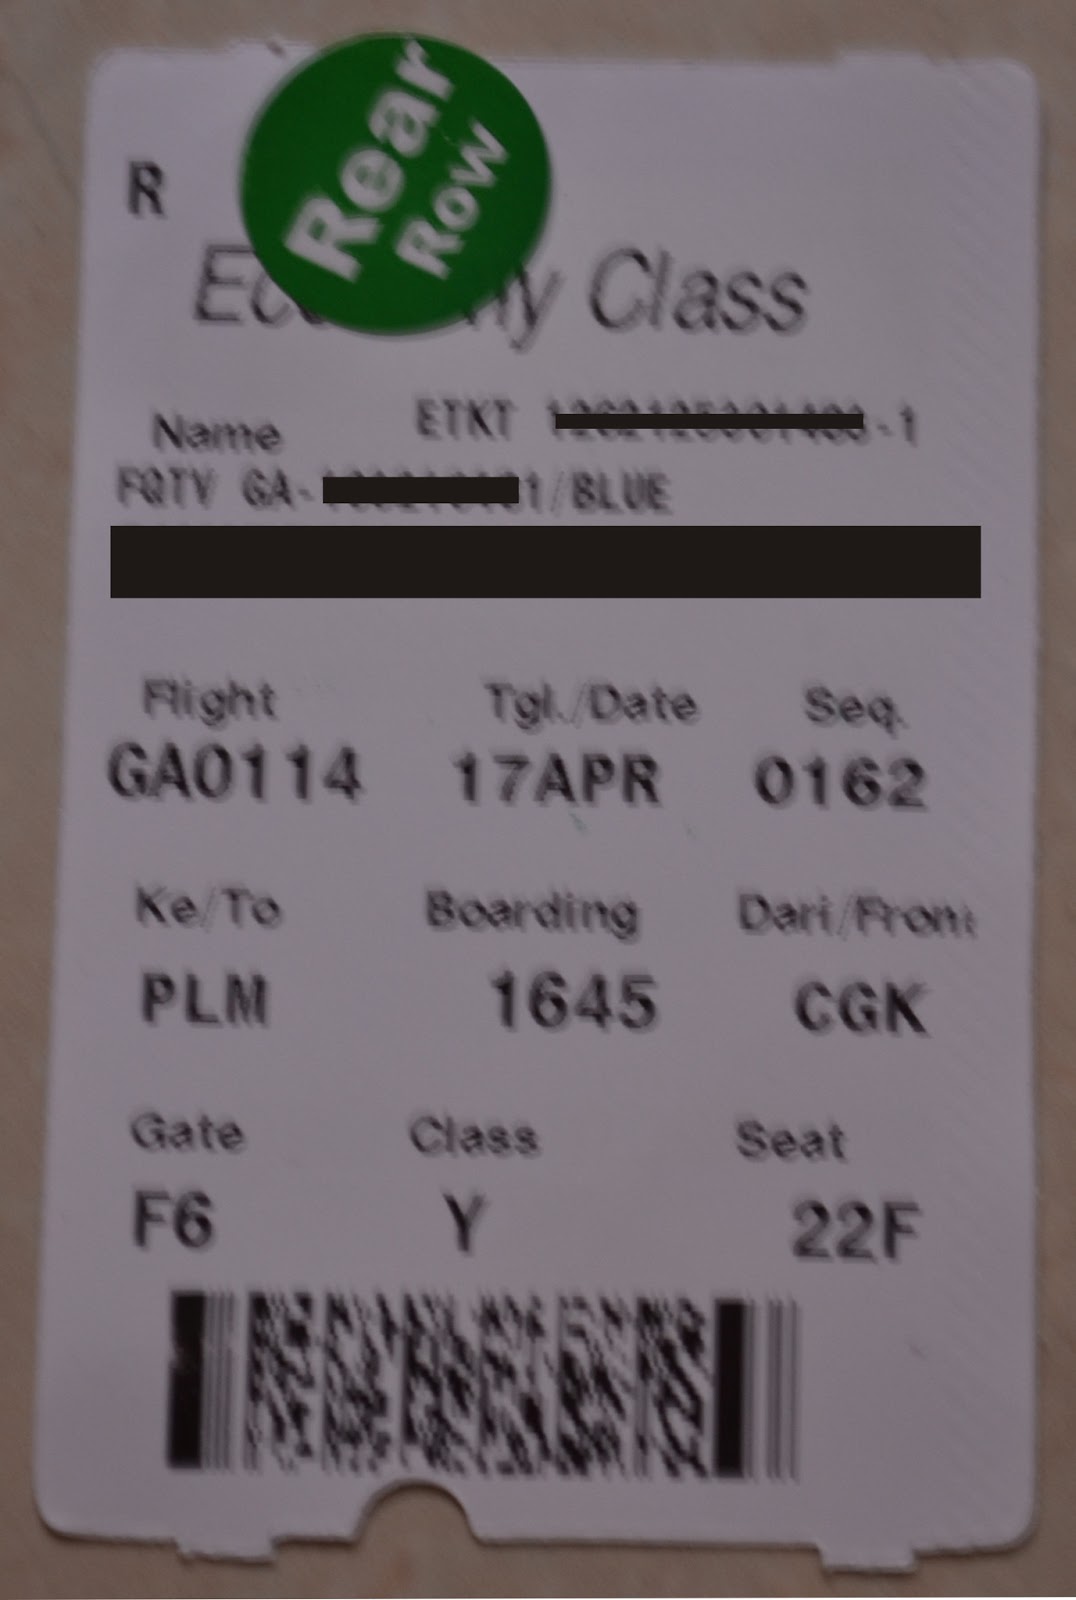 Rear
Row
R
Economy Class
ETKT -1
Name
FQTV GA- 1/BLUE
Flight Tgl./Date Seq.
GA0114 17APR 0162
Ke/To Boarding Dari/From
PLM 1645 CGK
Gate Class Seat
F6 Y 22F